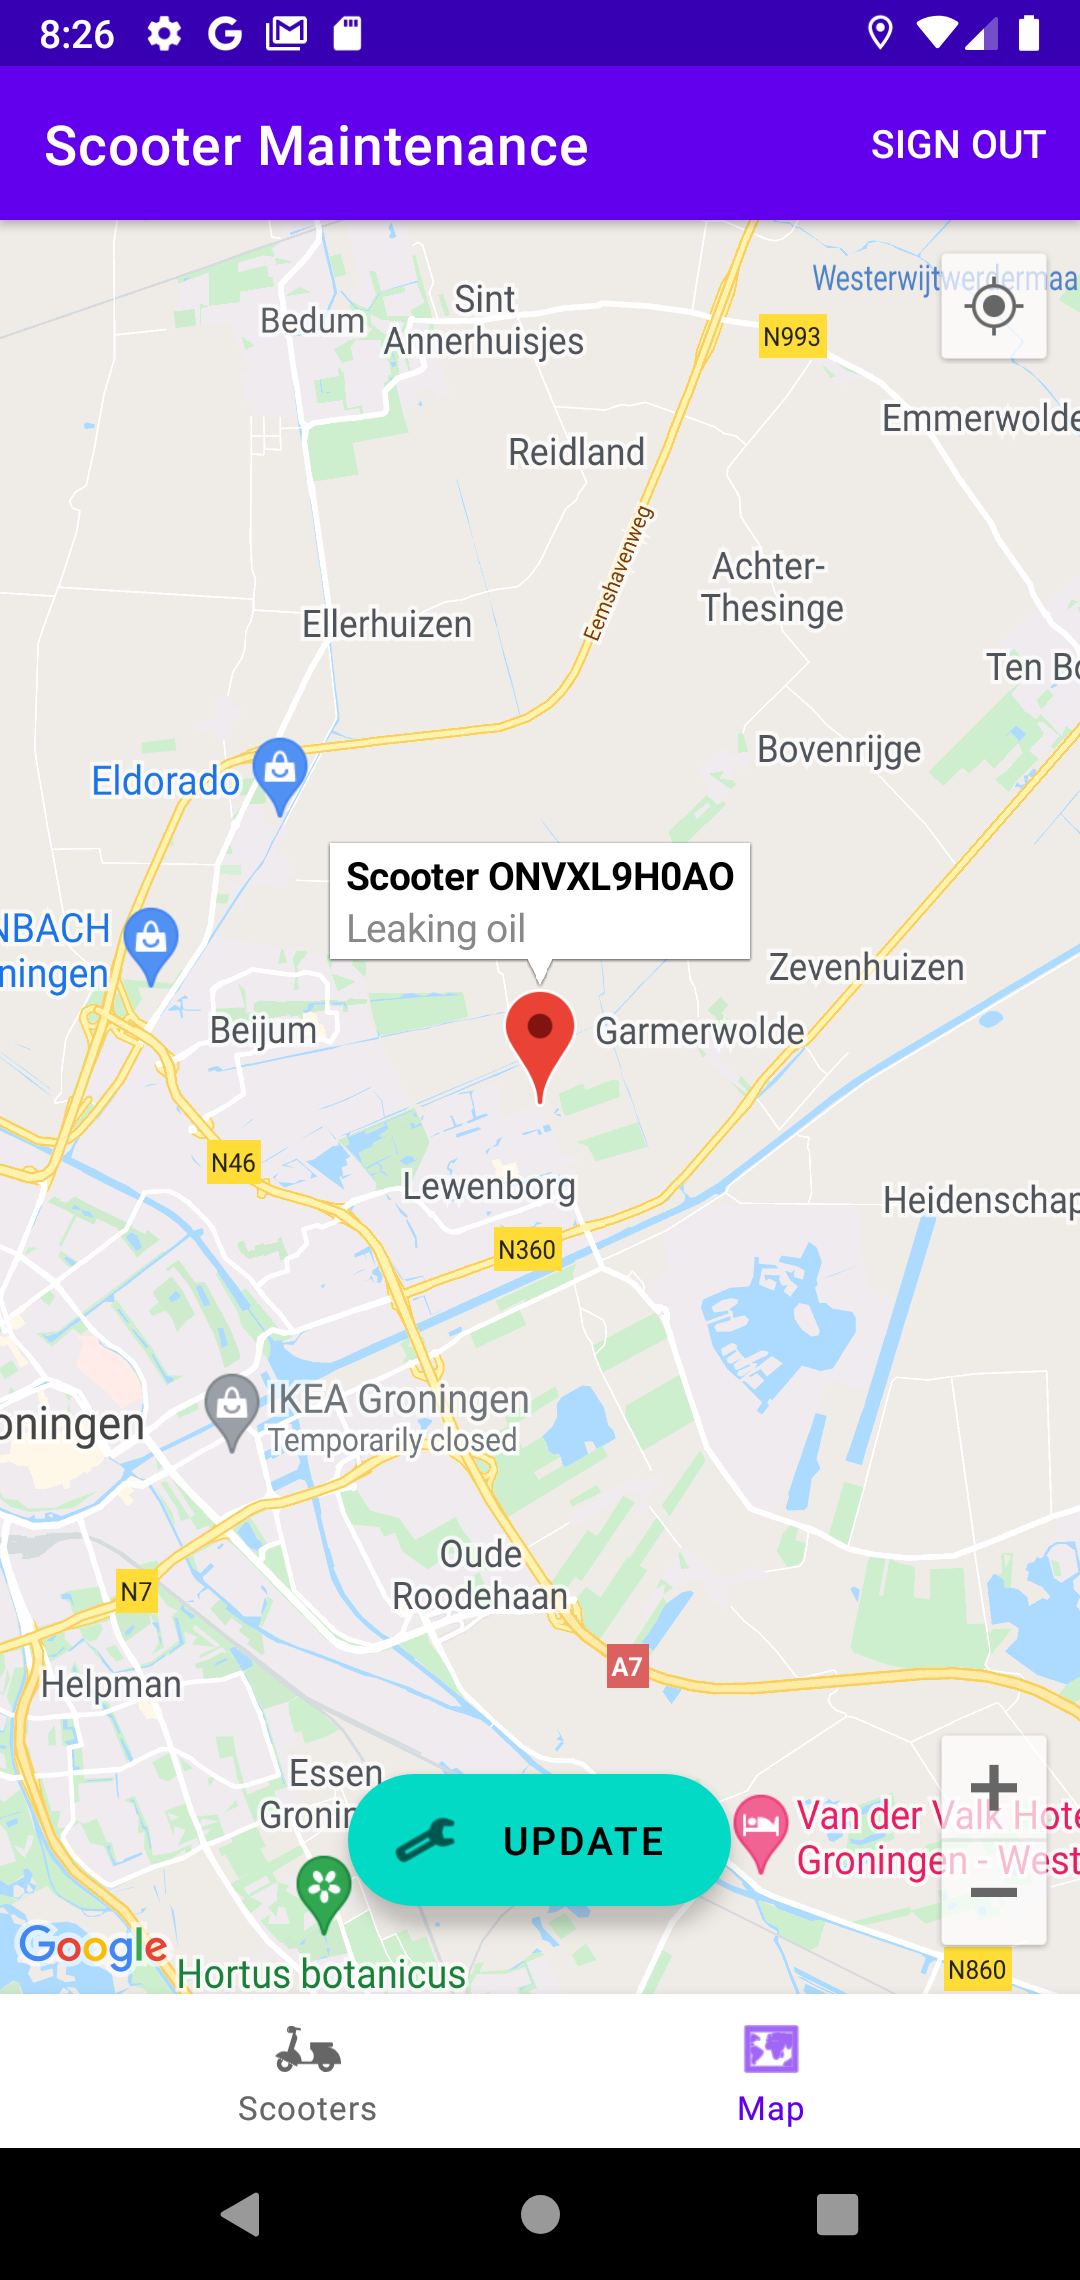 8:26
Scooter Maintenance
SIGN OUT
Westerwijtwerdermaa
Sint
Annerhuisjes
Bedum
N993
Emmerwolde
Reidland
Eemshavenweg
Achter-
Thesinge
Ellerhuizen
Ten Bo
Bovenrijge
Eldorado
Scooter ONVXL9H0AO
Leaking oil
NBACH
ningen
Zevenhuizen
Beijum
Garmerwolde
N46
Lewenborg
Heidenschap
N360
IKEA Groningen
Temporarily closed
oningen
Oude
Roodehaan
N7
A7
Helpman
Essen
Gronin
UPDATE
Van der Valk Hote
Groningen - West
Google
Hortus botanicus
N860
Scooters
Map